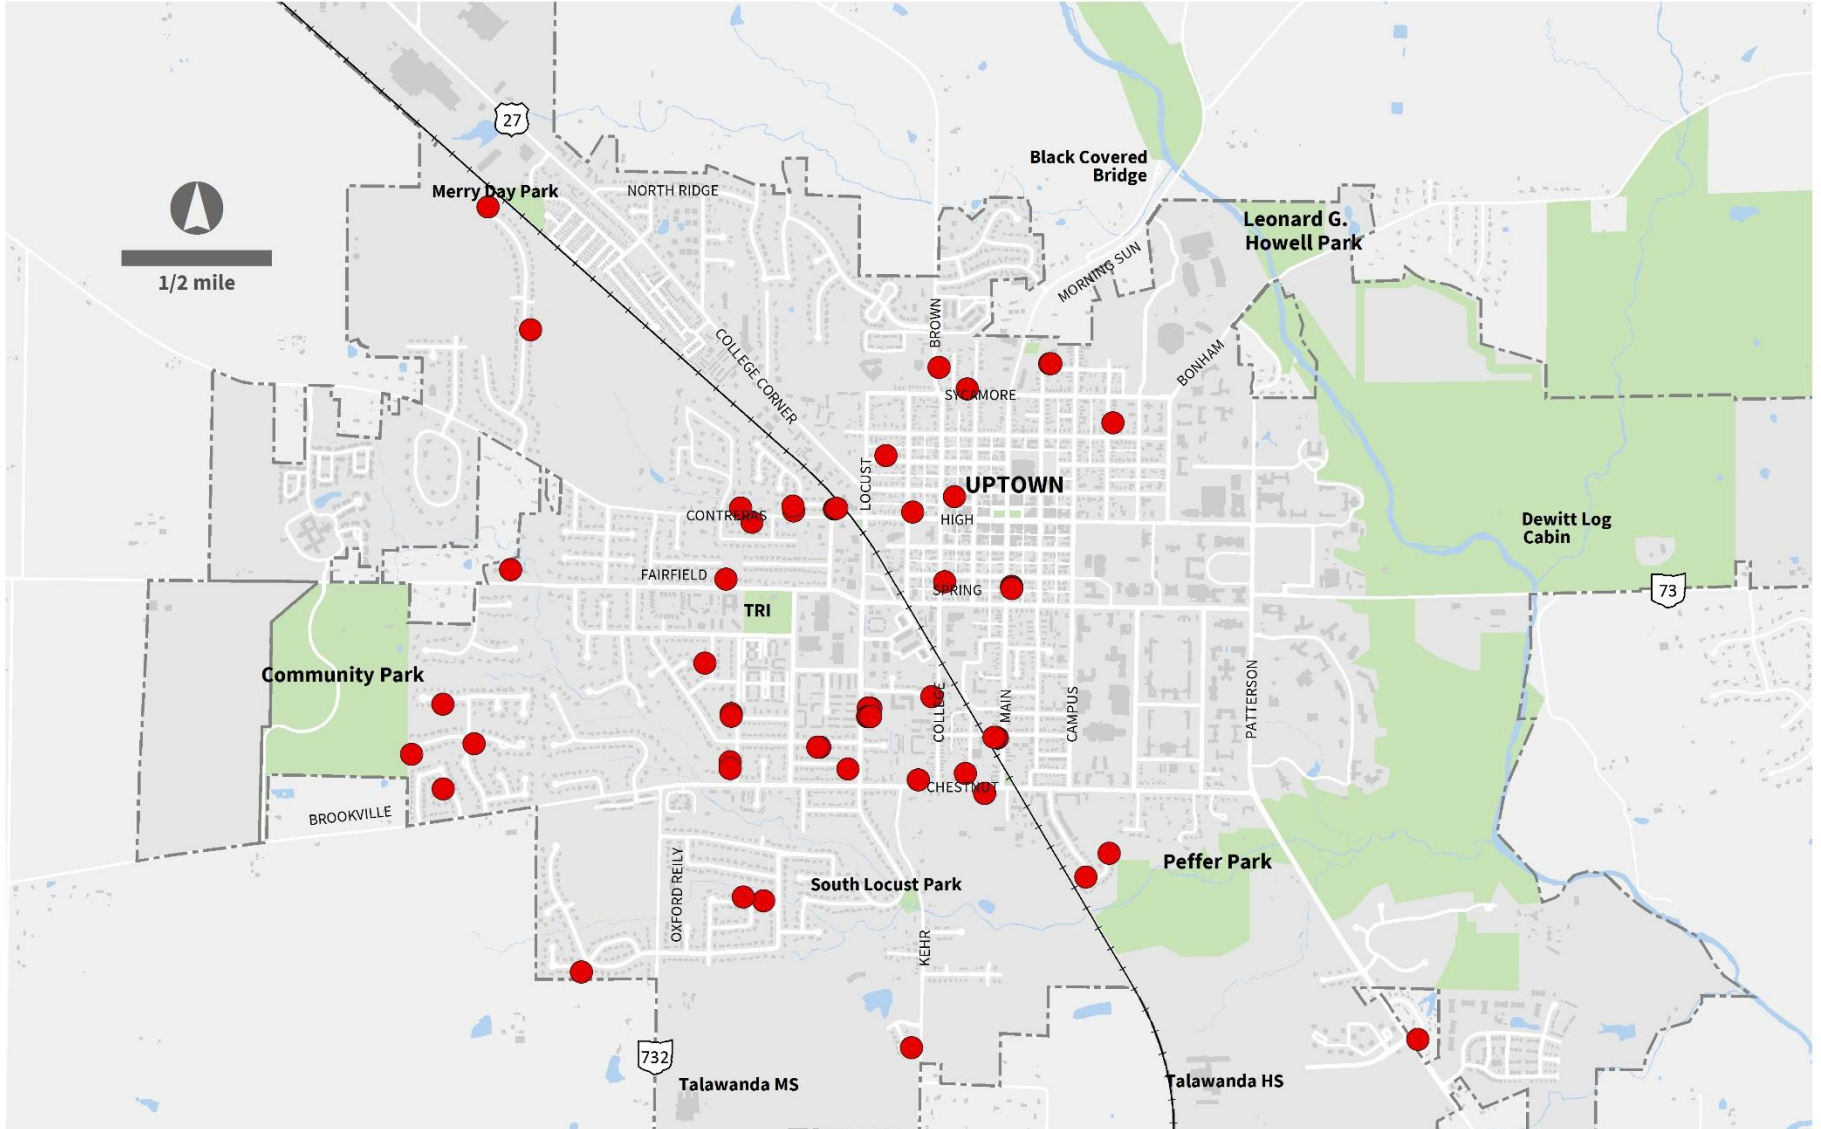 27
Black Covered
Bridge
Merry Day Park
NORTH RIDGE
Leonard G.
Howell Park
MORNING SUN
1/2 mile
BROWN
COLLEGE CORNER
BONHAM
SYCAMORE
LOCUST
UPTOWN
CONTRERAS
HIGH
Dewitt Log
Cabin
FAIRFIELD
SPRING
73
TRI
Community Park
COLLEGE
MAIN
CAMPUS
PATTERSON
CHESTNUT
BROOKVILLE
Peffer Park
OXFORD REILY
South Locust Park
KEHR
732
Talawanda MS
Talawanda HS